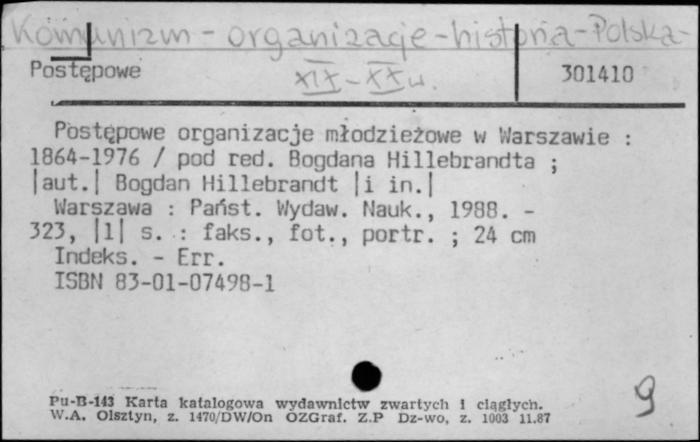 Komunizm - organizacje - historia - Polska -
Postępowe XIX - XX w. 301410
Postępowe organizacje młodzieżowe w Warszawie :
1864-1976 / pod red. Bogdana Hillebrandta ;
|aut.| Bogdan Hillebrandt |i in.|
Warszawa : Państ. Wydaw. Nauk., 1988. -
323, |1| s. : faks., fot., portr. ; 24 cm
Indeks. - Err.
ISBN 83-01-07498-1
9
Pu-B-143 Karta katalogowa wydawnictw zwartych i ciągłych.
W.A. Olsztyn, z. 1470/DW/On OZGraf. Z.P Dz-wo, z. 1003 11.87